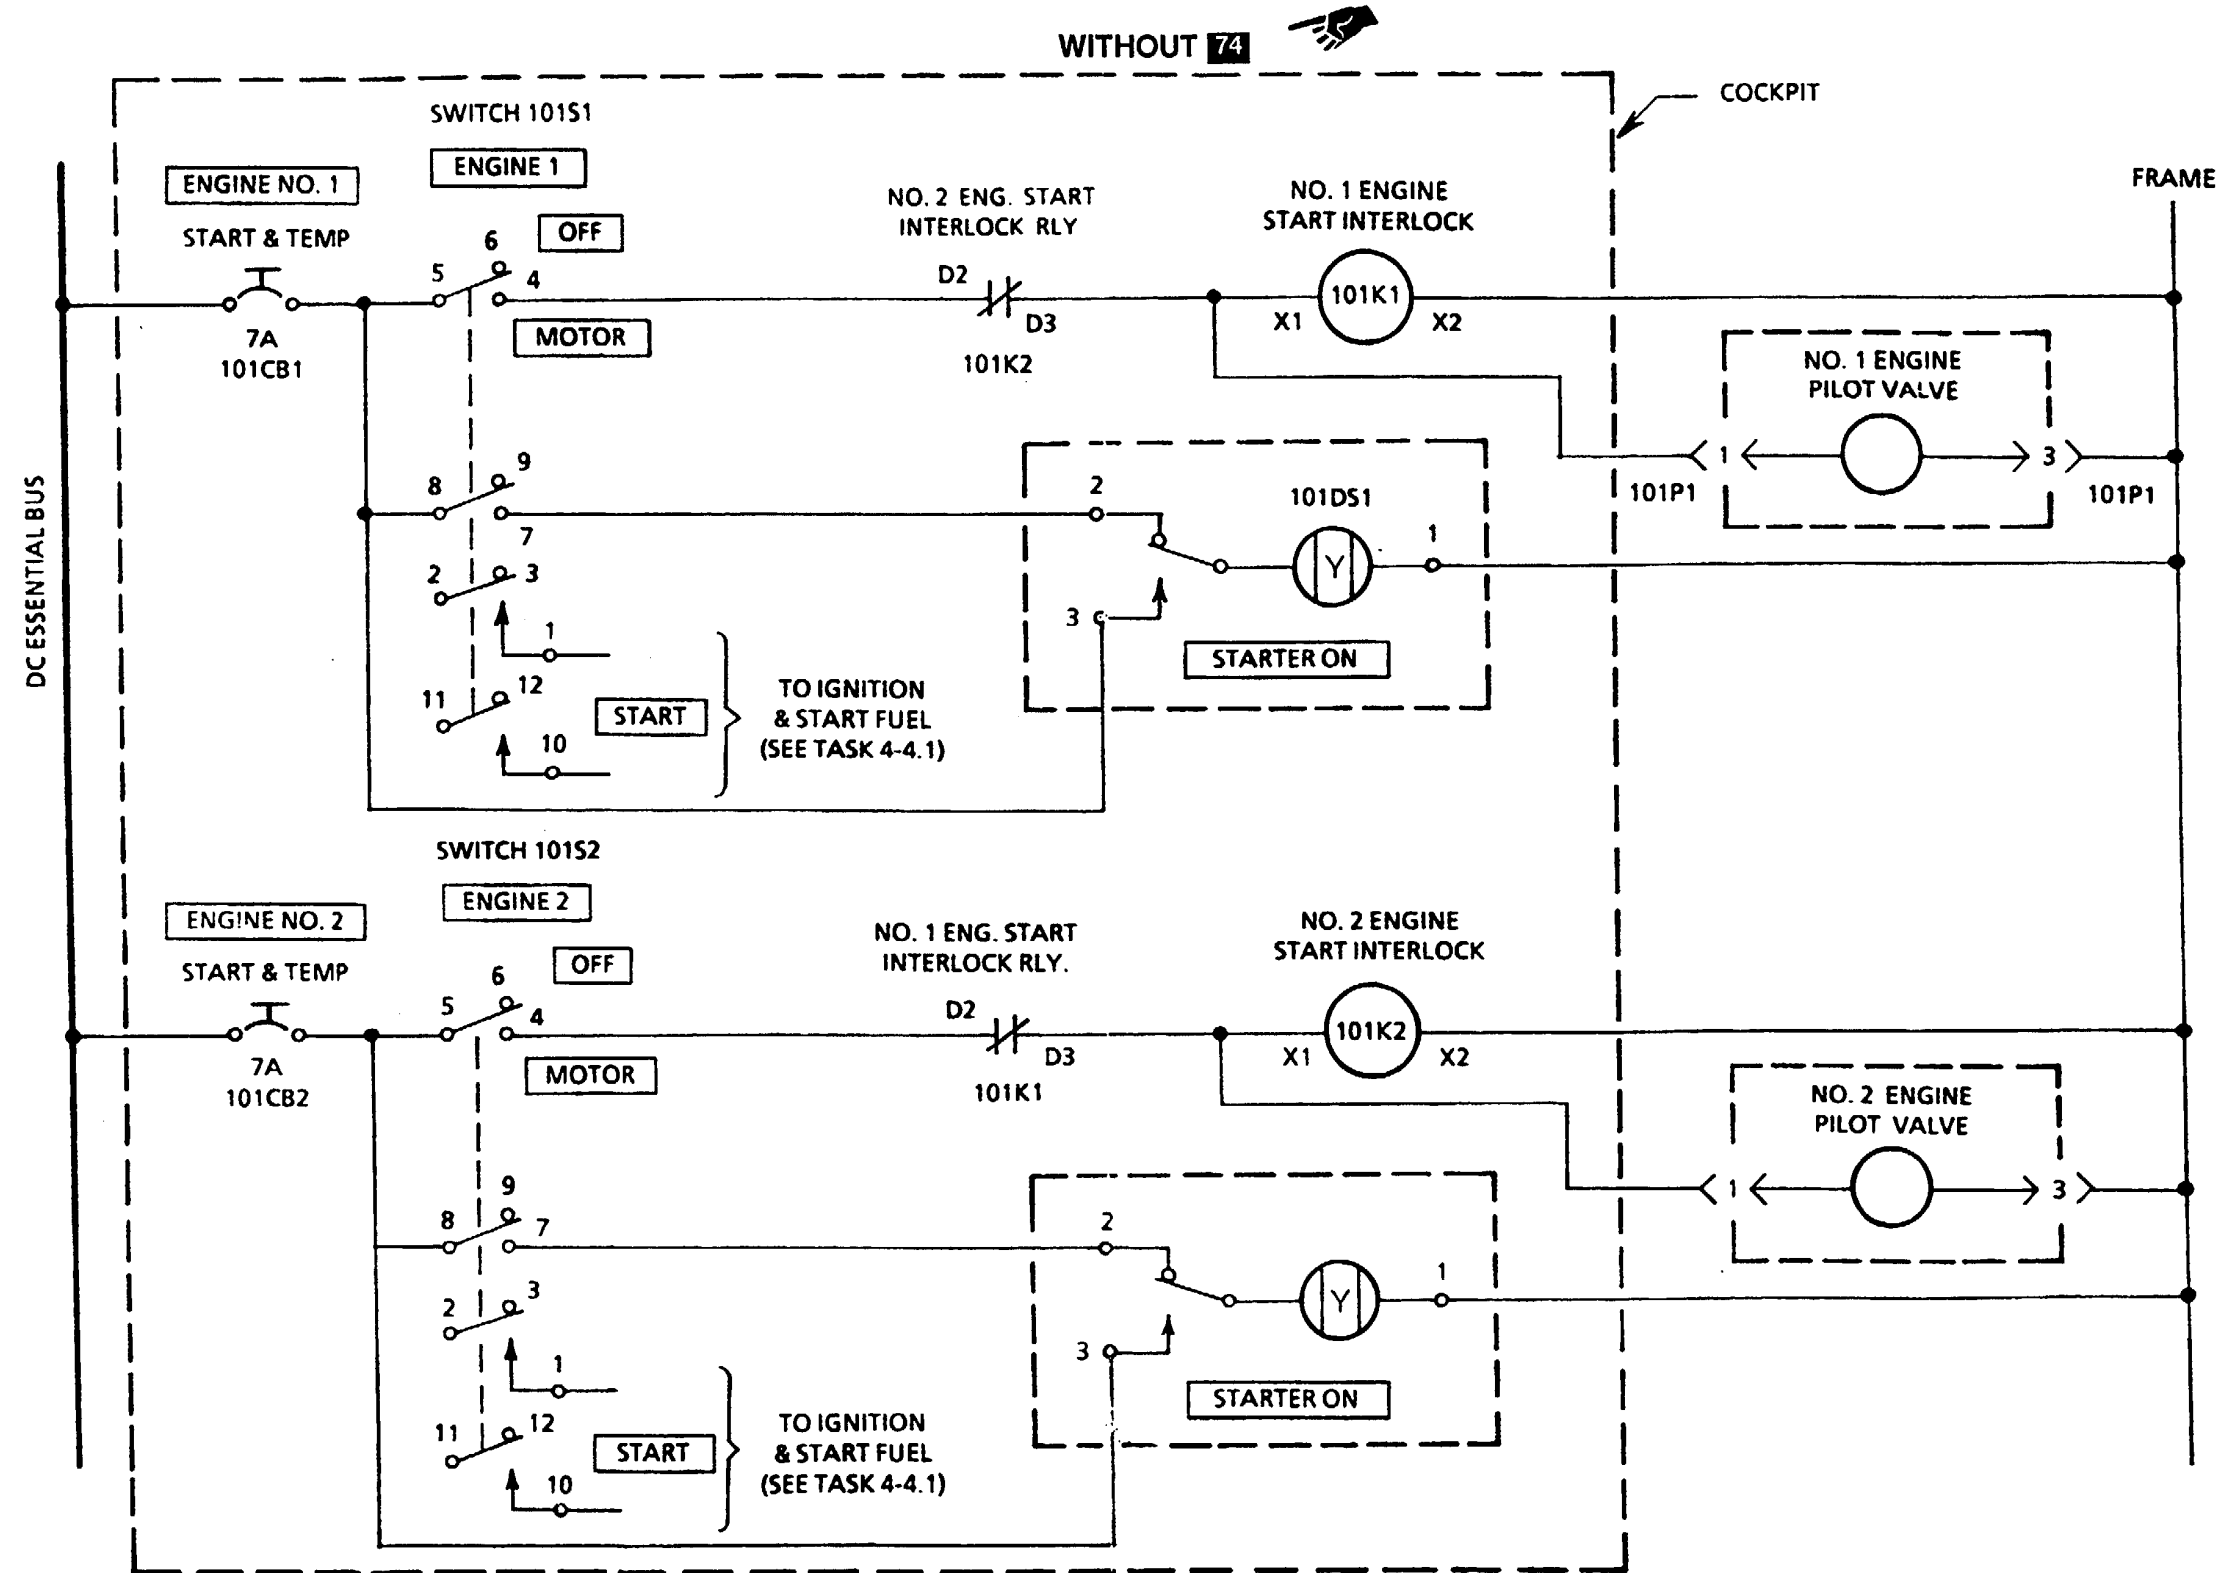 WITHOUT 74
COCKPIT
SWITCH 101S1
ENGINE 1
ENGINE NO. 1
START & TEMP
7A
101CB1
OFF
6
5
4
MOTOR
NO. 2 ENG. START
INTERLOCK RLY
D2
D3
101K2
NO. 1 ENGINE
START INTERLOCK
101K1
X1
X2
FRAME
NO. 1 ENGINE
PILOT VALVE
1
3
101P1
101P1
DC ESSENTIAL BUS
9
8
7
2
3
1
12
11
10
START
TO IGNITION
& START FUEL
(SEE TASK 4-4.1)
2
101DS1
Y
1
3
STARTER ON
SWITCH 101S2
ENGINE 2
ENGINE NO. 2
START & TEMP
7A
101CB2
OFF
6
5
4
MOTOR
NO. 1 ENG. START
INTERLOCK RLY.
D2
D3
101K1
NO. 2 ENGINE
START INTERLOCK
101K2
X1
X2
NO. 2 ENGINE
PILOT VALVE
1
3
9
8
7
2
3
1
12
11
10
START
TO IGNITION
& START FUEL
(SEE TASK 4-4.1)
2
Y
1
3
STARTER ON